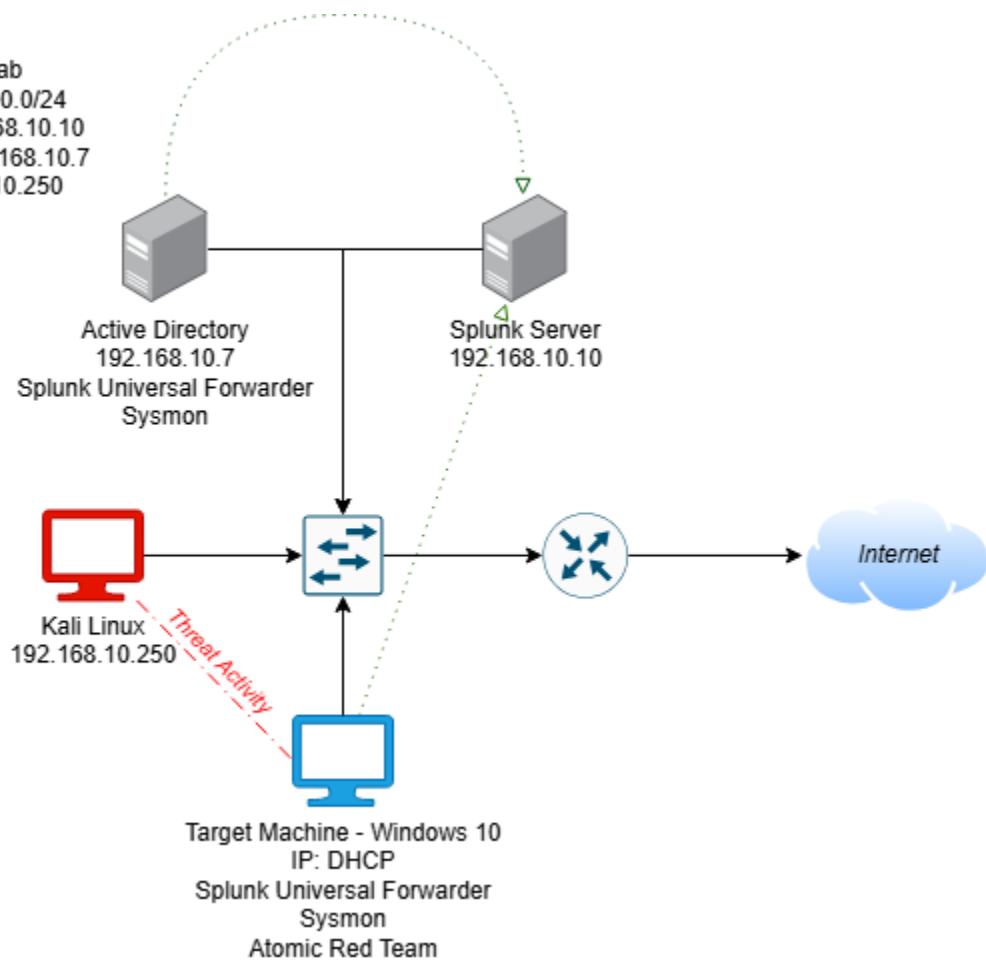 ab
0.0/24
68.10.10
.168.10.7
10.250
Active Directory
192.168.10.7
Splunk Universal Forwarder
Sysmon
Splunk Server
192.168.10.10
Internet
Kali Linux
192.168.10.250
Threat Activity
Target Machine - Windows 10
IP: DHCP
Splunk Universal Forwarder
Sysmon
Atomic Red Team